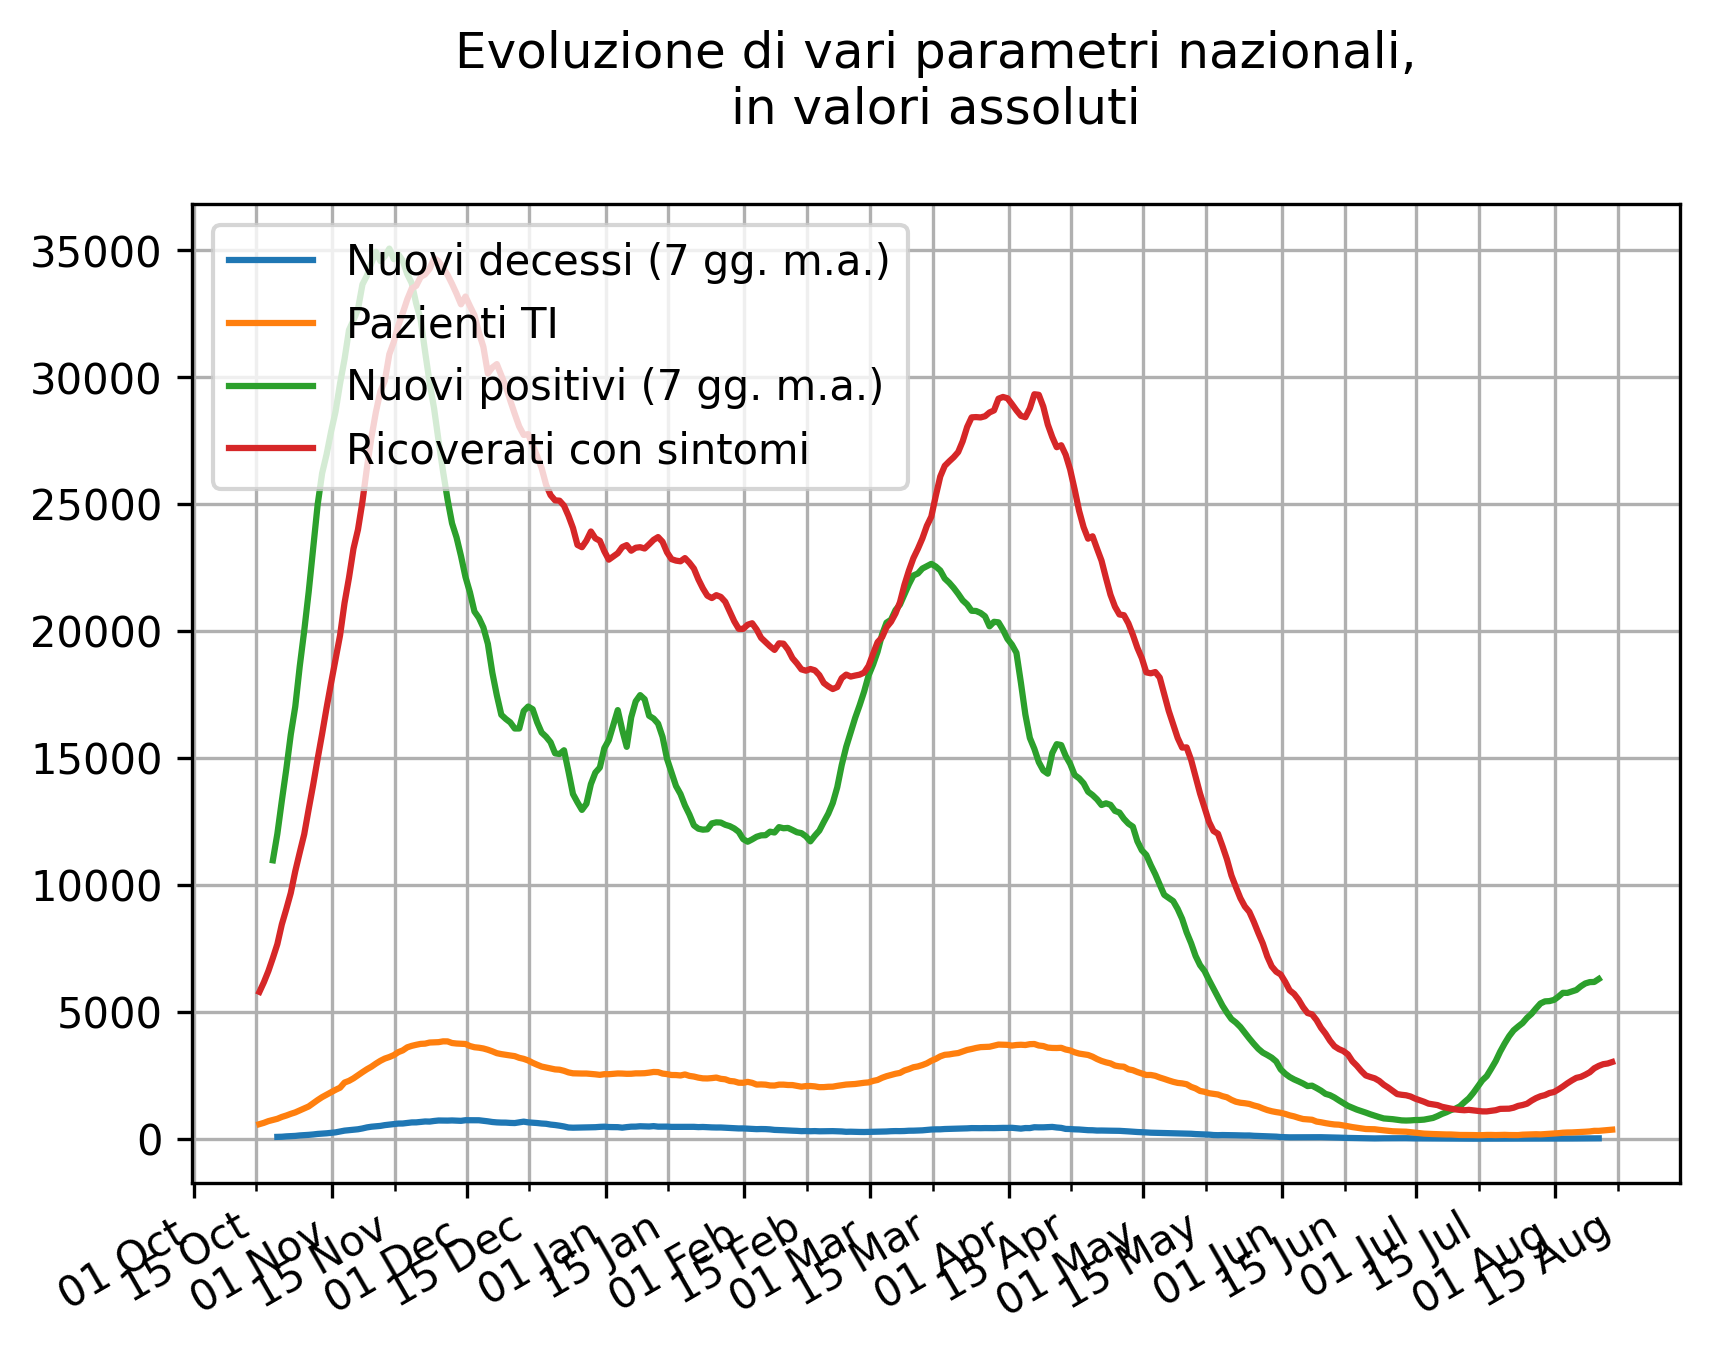 Evoluzione di vari parametri nazionali,
in valori assoluti
Nuovi decessi (7 gg. m.a.)
Pazienti TI
Nuovi positivi (7 gg. m.a.)
Ricoverati con sintomi
35000
30000
25000
20000
15000
10000
5000
0
01 Oct
15 Oct
01 Nov
15 Nov
01 Dec
15 Dec
01 Jan
15 Jan
01 Feb
15 Feb
01 Mar
15 Mar
01 Apr
15 Apr
01 May
15 May
01 Jun
15 Jun
01 Jul
15 Jul
01 Aug
15 Aug